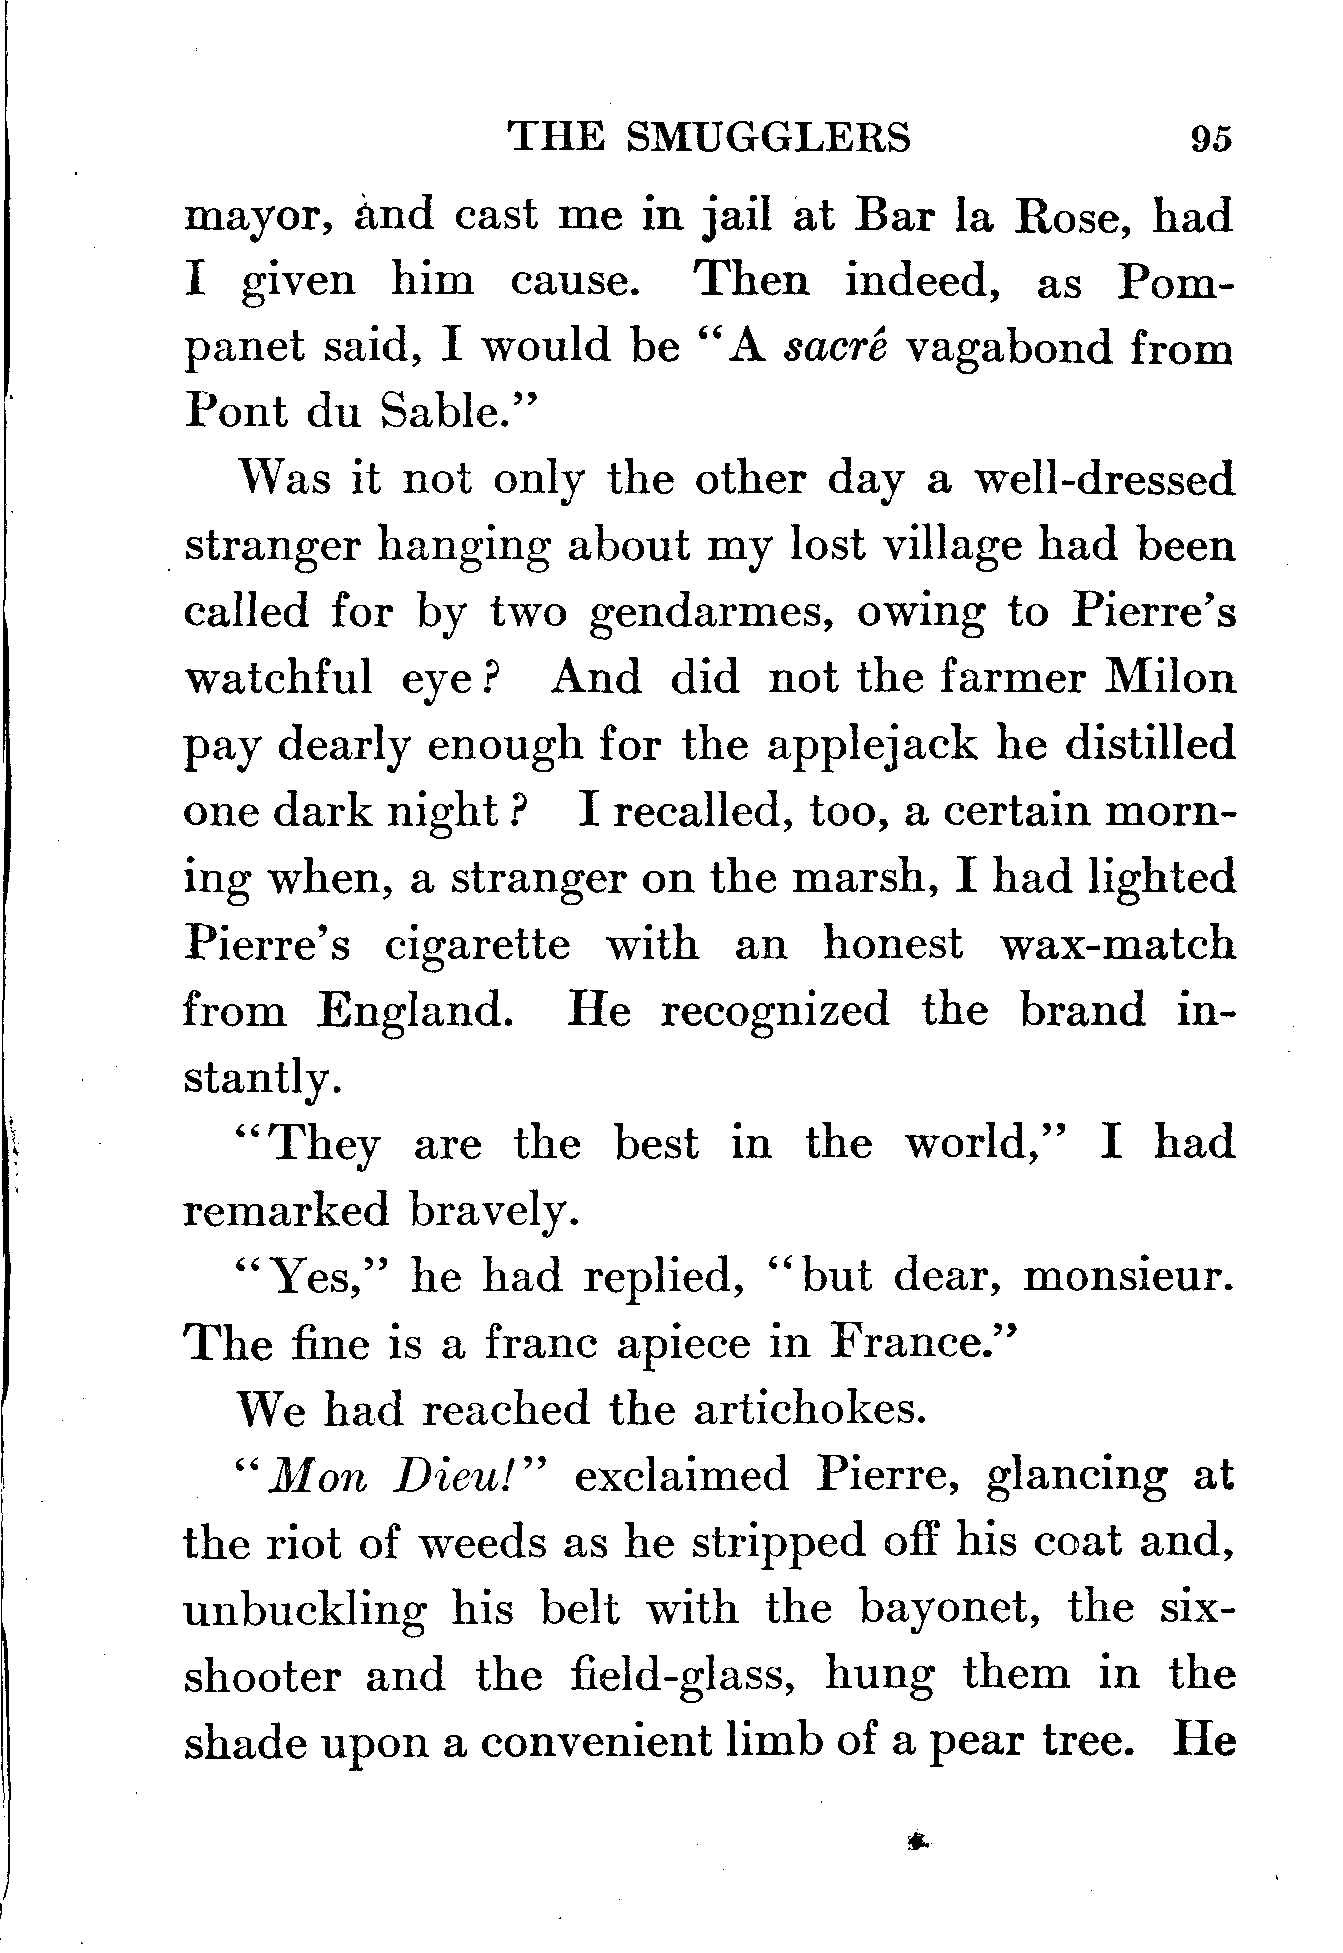 THE SMUGGLERS 95
mayor, and cast me in jail at Bar la Rose, had
I given him cause. Then indeed, as Pom-
panet said, I would be "A sacré vagabond from
Pont du Sable."
Was it not only the other day a well-dressed
stranger hanging about my lost village had been
called for by two gendarmes, owing to Pierre's
watchful eye? And did not the farmer Milon
pay dearly enough for the applejack he distilled
one dark night? I recalled, too, a certain morn-
ing when, a stranger on the marsh, I had lighted
Pierre's cigarette with an honest wax-match
from England. He recognized the brand in-
stantly.
"They are the best in the world," I had
remarked bravely.
"Yes," he had replied, "but dear, monsieur.
The fine is a franc apiece in France."
We had reached the artichokes.
"Mon Dieu!" exclaimed Pierre, glancing at
the riot of weeds as he stripped off his coat and,
unbuckling his belt with the bayonet, the six-
shooter and the field-glass, hung them in the
shade upon a convenient limb of a pear tree. He